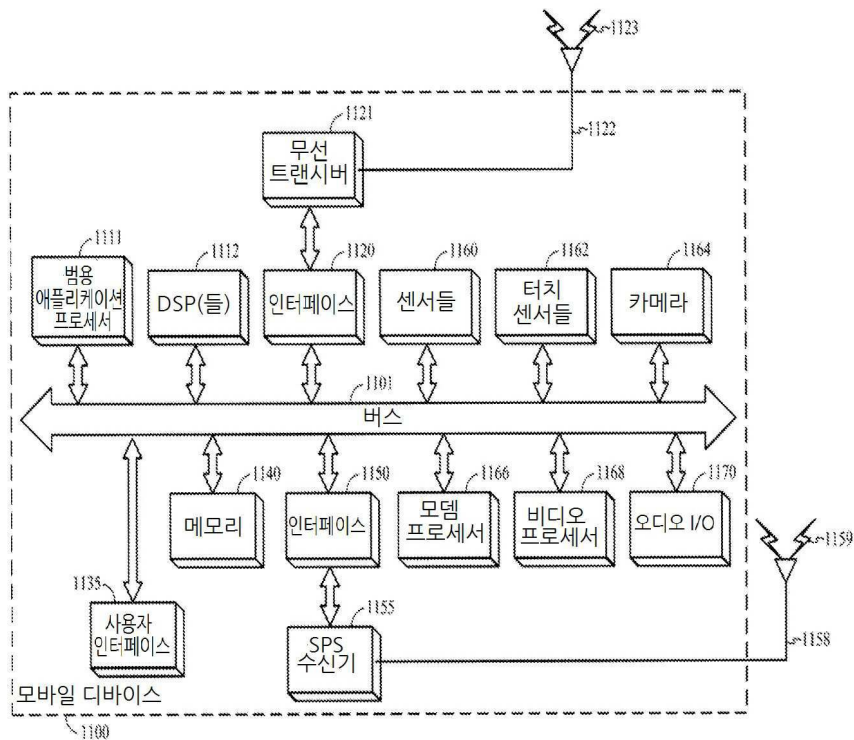 1123
1121
1122
무선
트랜시버
1111
1112
1120
1160
1162
1164
범용
애플리케이션
프로세서
DSP(들)
인터페이스
센서들
터치
센서들
카메라
1101
버스
1140
1150
1166
1168
1170
메모리
인터페이스
모뎀
프로세서
비디오
프로세서
오디오 I/O
1159
1135
1155
사용자
인터페이스
SPS
수신기
1158
모바일 디바이스
1100